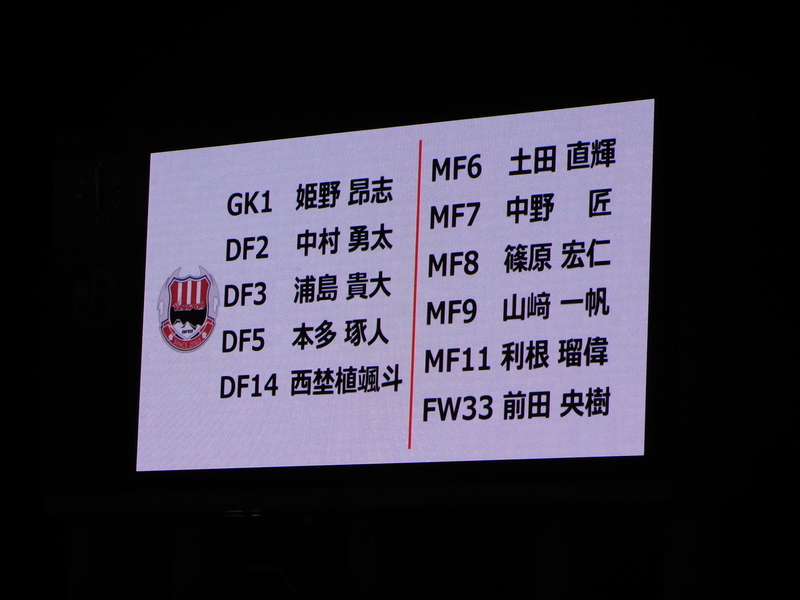 GK1 姫野 昂志
DF2 中村 勇太
DF3 浦島 貴大
DF5 本多 琢人
DF14 西埜植颯斗
MF6 土田 直輝
MF7 中野 匠
MF8 篠原 宏仁
MF9 山﨑 一帆
MF11 利根 瑠偉
FW33 前田 央樹